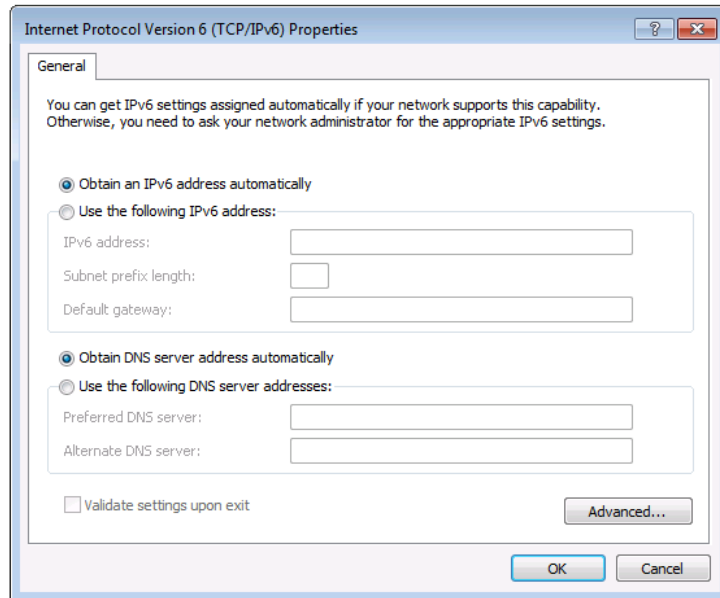 Internet Protocol Version 6 (TCP/IPv6) Properties
?
General
You can get IPv6 settings assigned automatically if your network supports this capability.
Otherwise, you need to ask your network administrator for the appropriate IPv6 settings.
Obtain an IPv6 address automatically
Use the following IPv6 address:
IPv6 address:
Subnet prefix length:
Default gateway:
Obtain DNS server address automatically
Use the following DNS server addresses:
Preferred DNS server:
Alternate DNS server:
Validate settings upon exit
Advanced...
OK Cancel